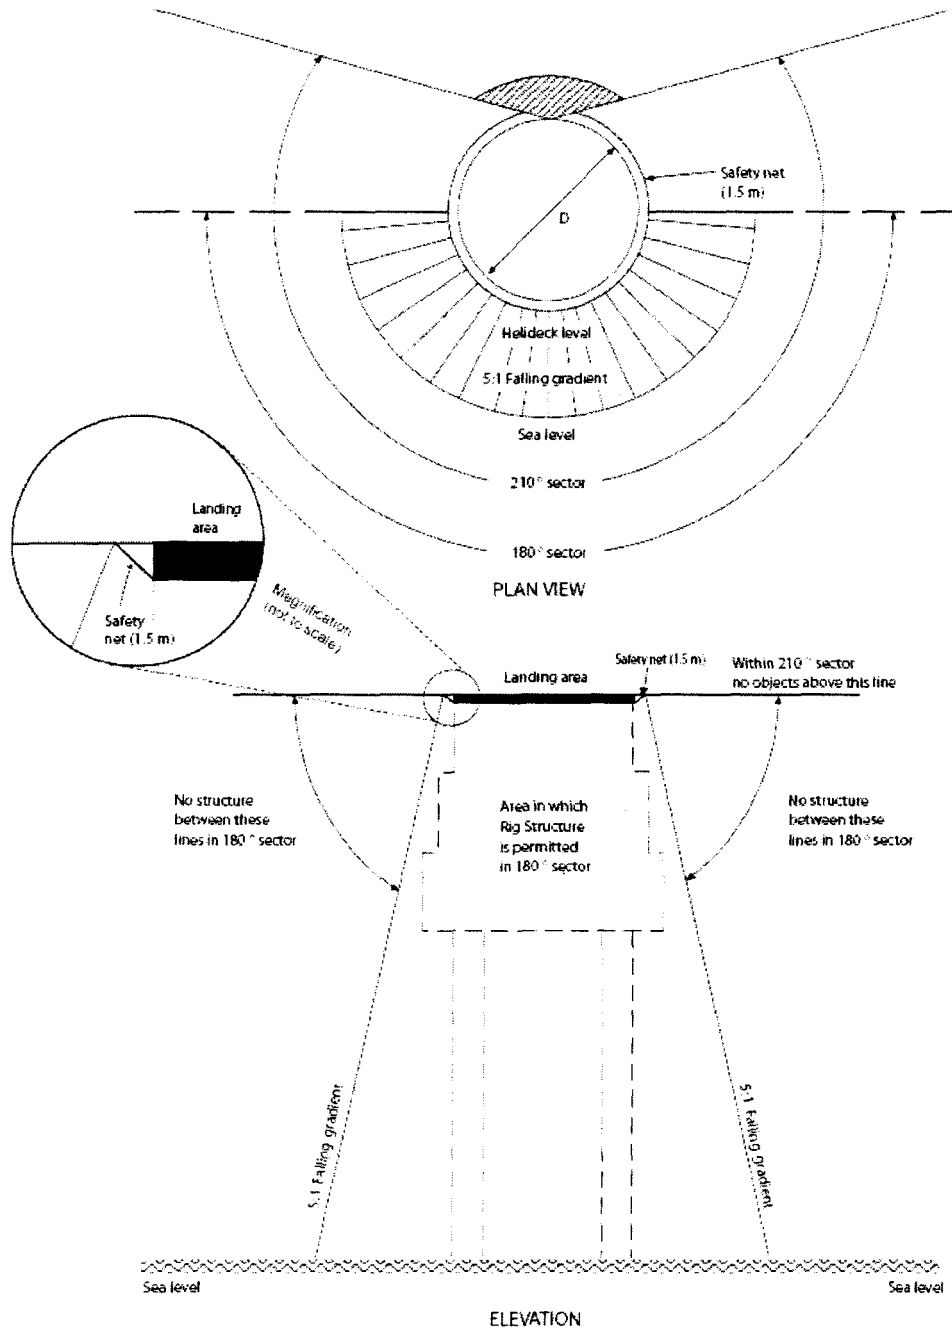 Safety net
(1.5 m)
D
Helideck level
5:1 Falling gradient
Sea level
210° sector
180° sector
PLAN VIEW
Landing
area
Safety
net (1.5 m)
Magnification
(not to scale)
Landing area
Safety net (1.5 m)
Within 210° sector
no objects above this line
No structure
between these
lines in 180° sector
Area in which
Rig Structure
is permitted
in 180° sector
No structure
between these
lines in 180° sector
5:1 Falling gradient
5:1 Falling gradient
Sea level
Sea level
ELEVATION